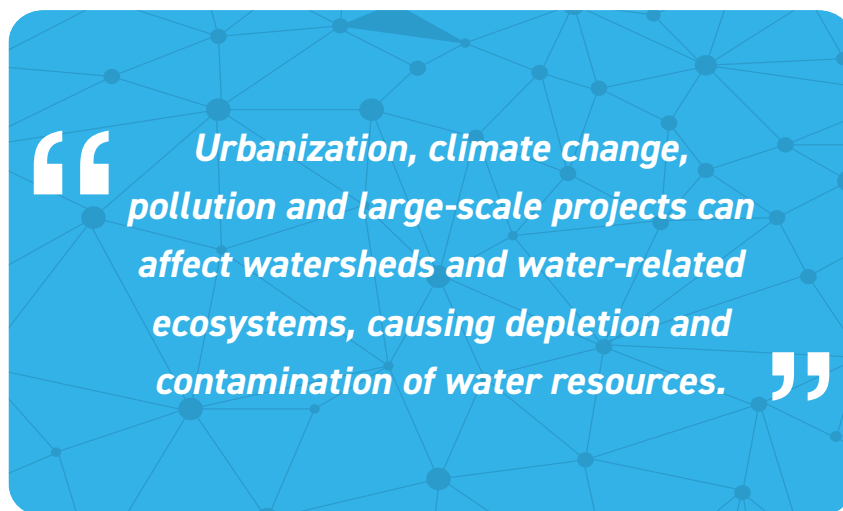 “ Urbanization, climate change,
pollution and large-scale projects can
affect watersheds and water-related
ecosystems, causing depletion and
contamination of water resources. ”